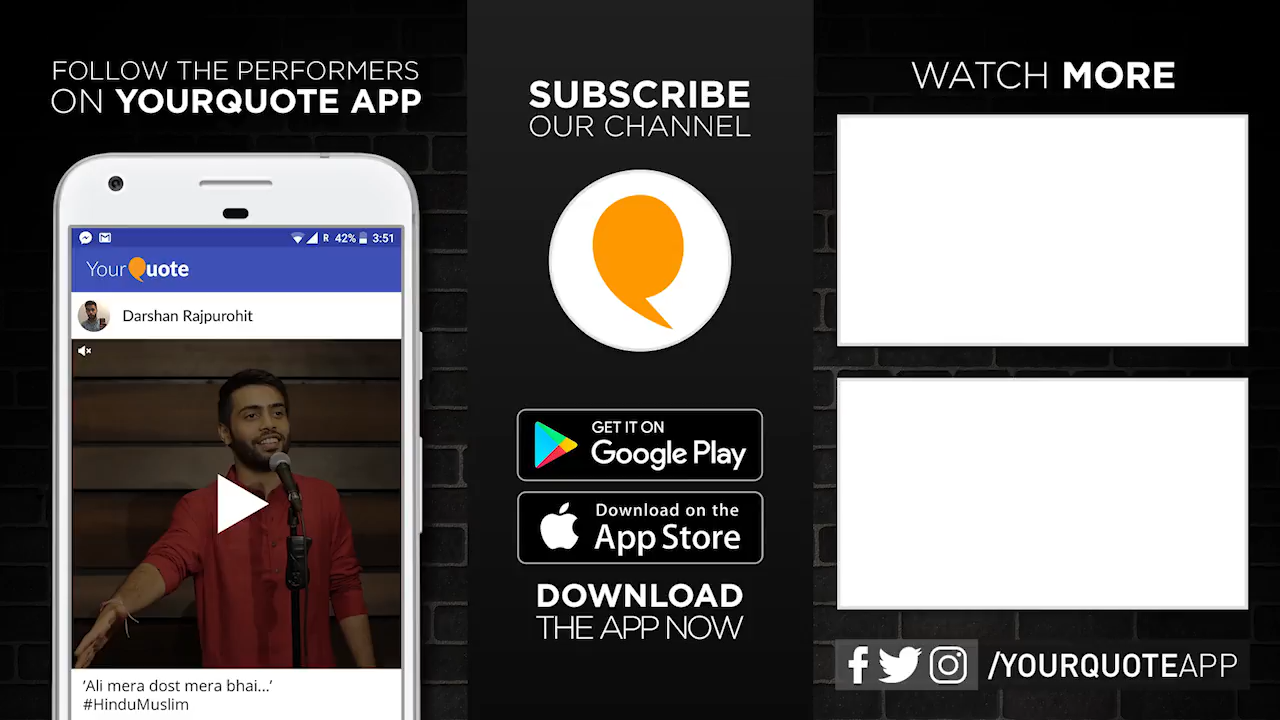 FOLLOW THE PERFORMERS
ON YOURQUOTE APP
R 42% 3:51
YourQuote
Darshan Rajpurohit
'Ali mera dost mera bhai...'
#HinduMuslim
SUBSCRIBE
OUR CHANNEL
GET IT ON
Google Play
Download on the
App Store
DOWNLOAD
THE APP NOW
WATCH MORE
/YOURQUOTEAPP